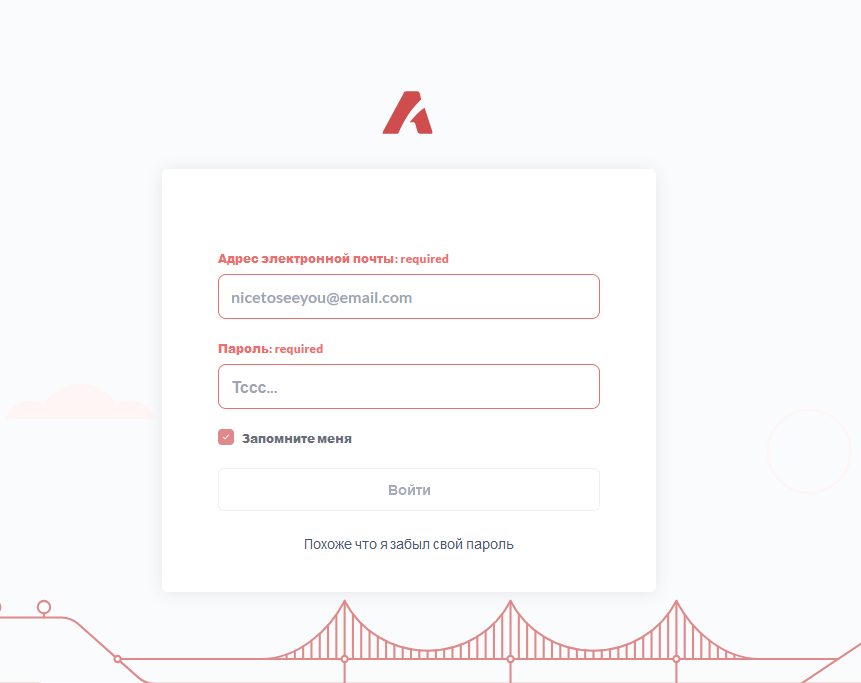 Адрес электронной почты: required
nicetoseeyou@email.com
Пароль: required
Тссс...
Запомните меня
Войти
Похоже что я забыл свой пароль